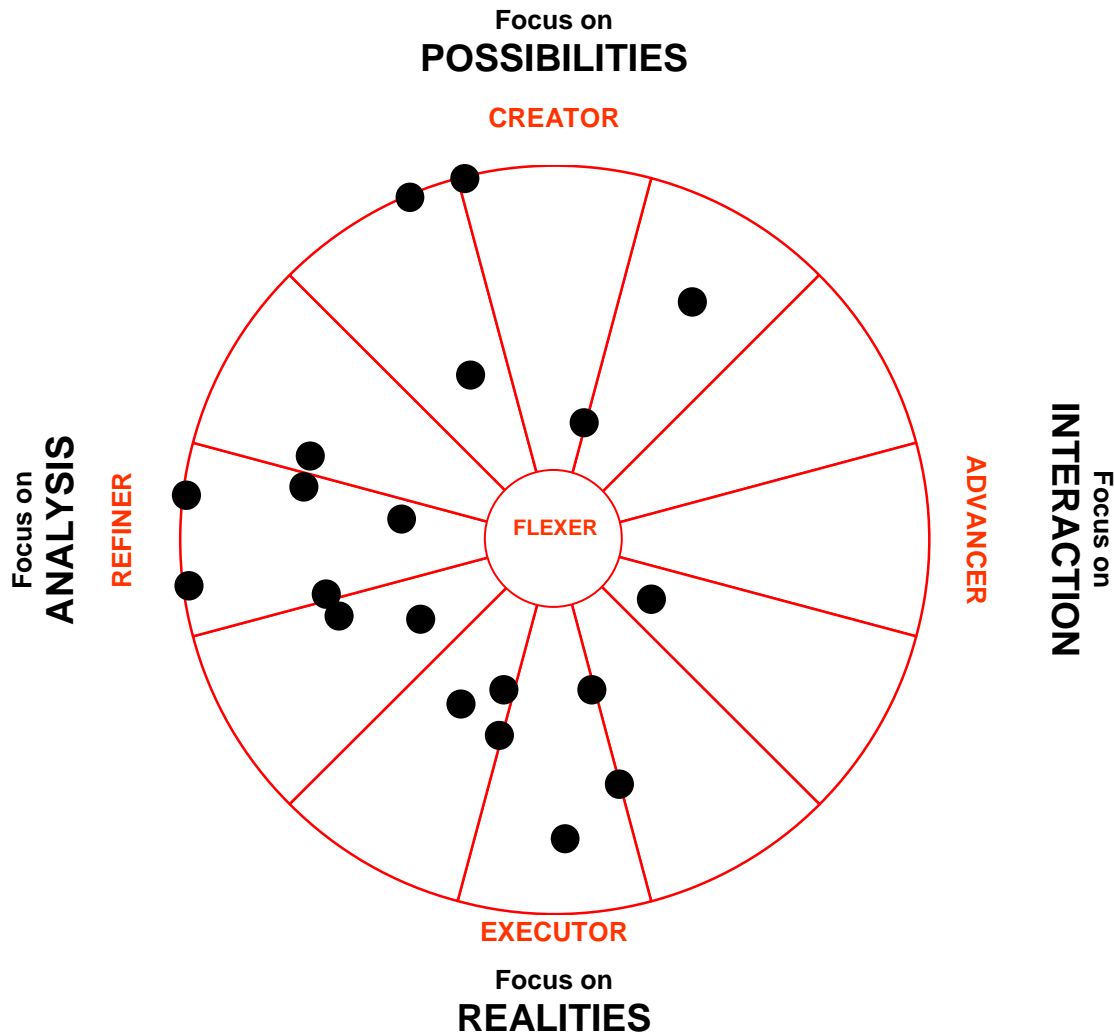 Focus on
POSSIBILITIES
CREATOR
Focus on
ANALYSIS
REFINER
FLEXER
ADVANCER
Focus on
INTERACTION
EXECUTOR
Focus on
REALITIES